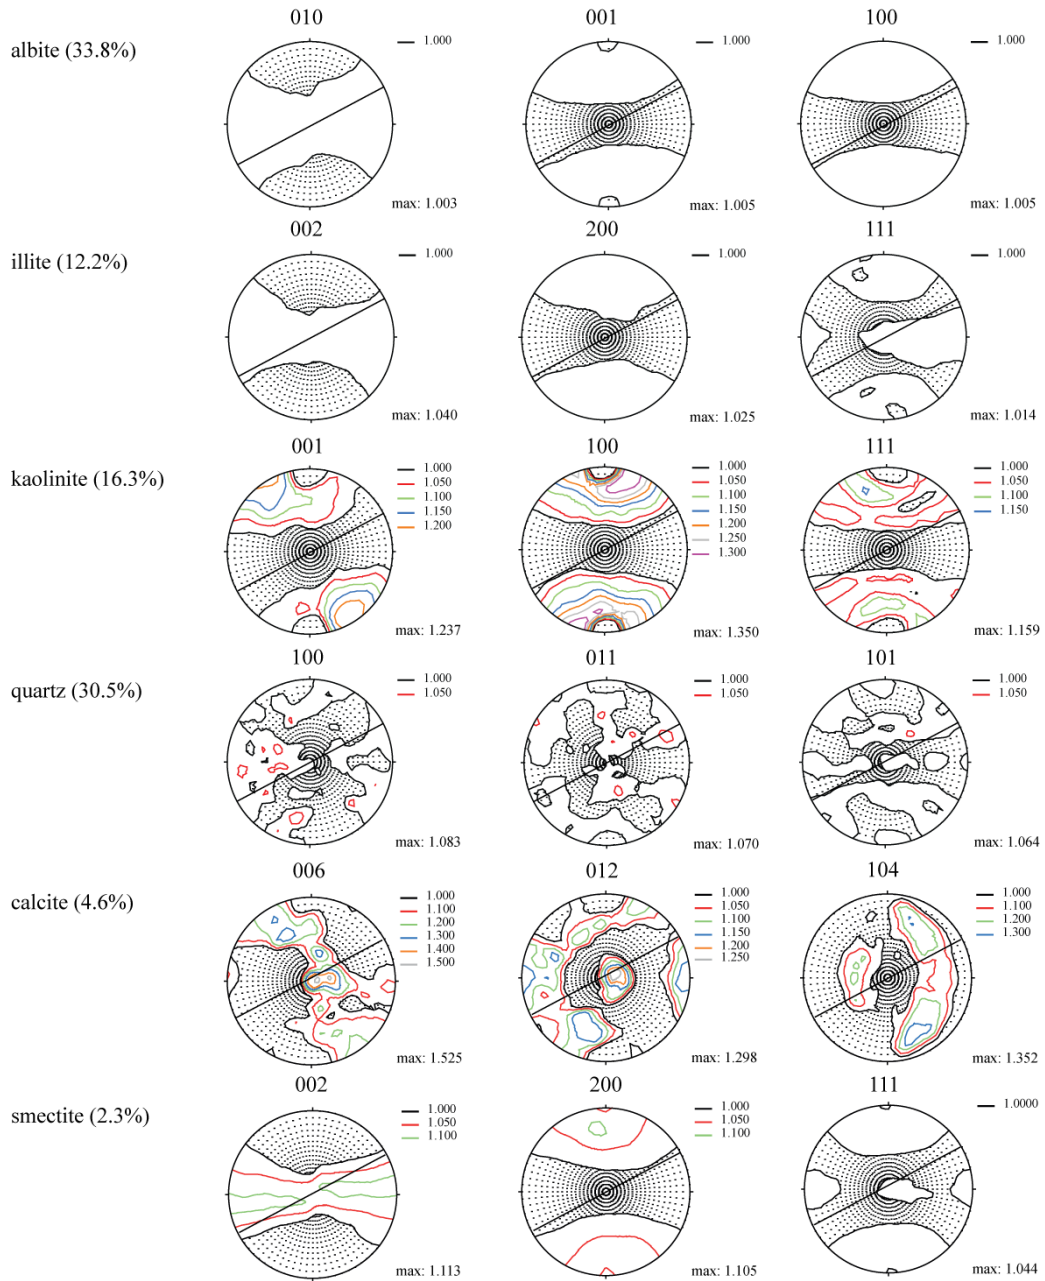 albite (33.8%)
010
1.000
max: 1.003
001
1.000
max: 1.005
100
1.000
max: 1.005
illite (12.2%)
002
1.000
max: 1.040
200
1.000
max: 1.025
111
1.000
max: 1.014
kaolinite (16.3%)
001
1.000
1.050
1.100
1.150
1.200
max: 1.237
100
1.000
1.050
1.100
1.150
1.200
1.250
1.300
max: 1.350
111
1.000
1.050
1.100
1.150
max: 1.159
quartz (30.5%)
100
1.000
1.050
max: 1.083
011
1.000
1.050
max: 1.070
101
1.000
1.050
max: 1.064
calcite (4.6%)
006
1.000
1.100
1.200
1.300
1.400
1.500
max: 1.525
012
1.000
1.050
1.100
1.150
1.200
1.250
max: 1.298
104
1.000
1.100
1.200
1.300
max: 1.352
smectite (2.3%)
002
1.000
1.050
1.100
max: 1.113
200
1.000
1.050
1.100
max: 1.105
111
1.0000
max: 1.044